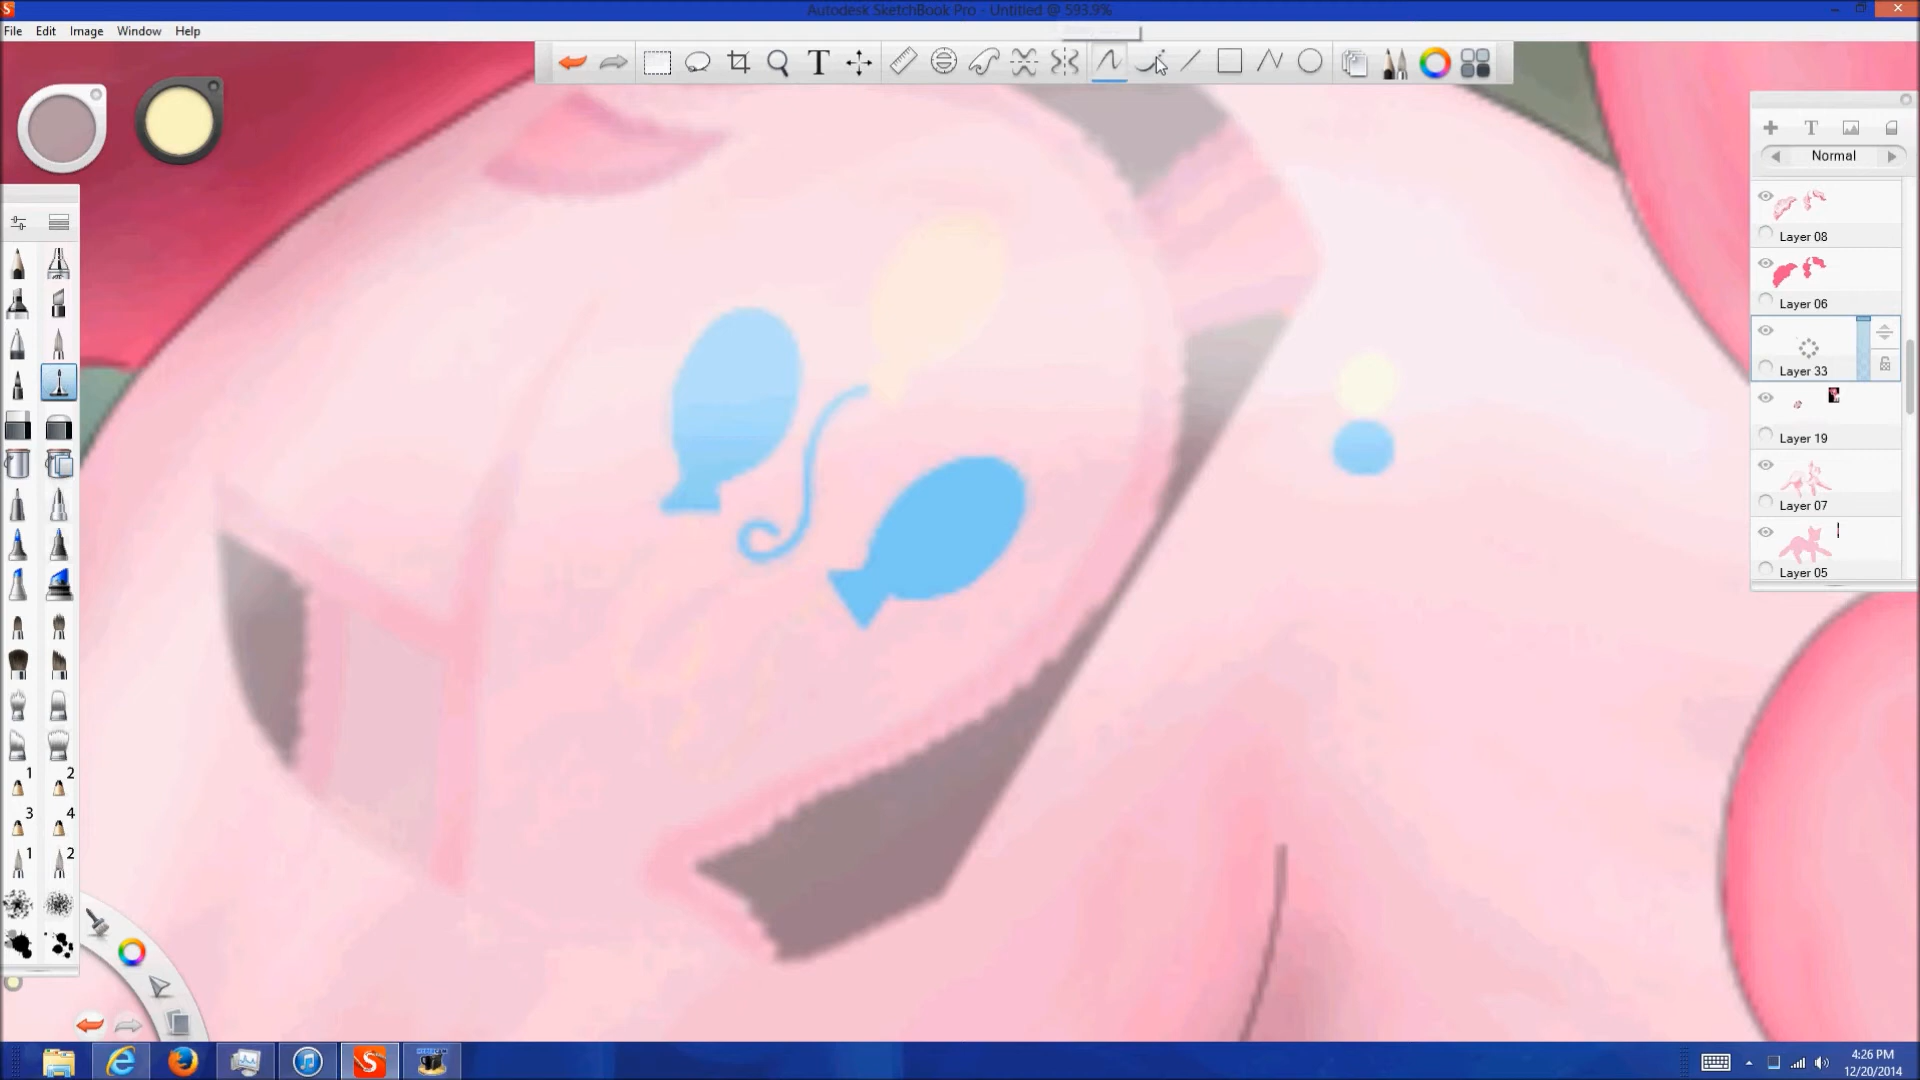 Autodesk SketchBook Pro - Untitled @ 593.9%
File Edit Image Window Help
Normal
Layer 08
Layer 06
Layer 33
Layer 19
Layer 07
Layer 05
1 2
3 4
1 2
4:26 PM
12/20/2014